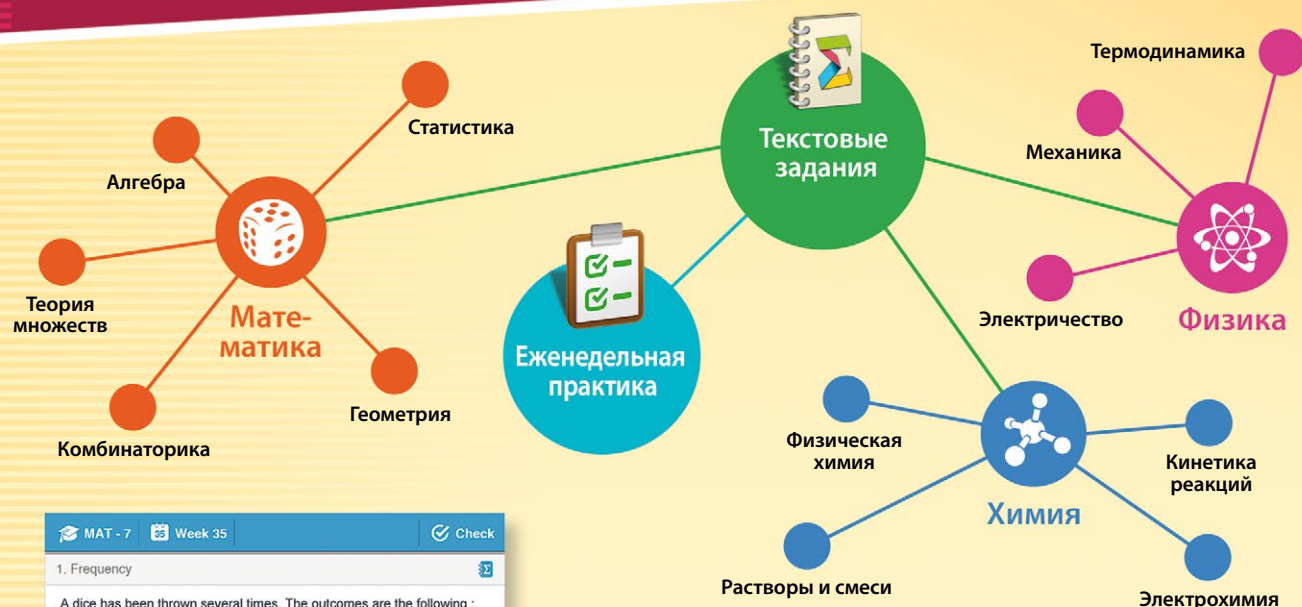 Текстовые
задания
Еженедельная
практика
Статистика
Алгебра
Теория
множеств
Мате-
матика
Комбинаторика
Геометрия
Термодинамика
Механика
Электричество
Физика
Физическая
химия
Кинетика
реакций
Химия
Растворы и смеси
Электрохимия
MAT - 7
35
Week 35
Check
1. Frequency
Σ
A dice has been thrown several times. The outcomes are the following :